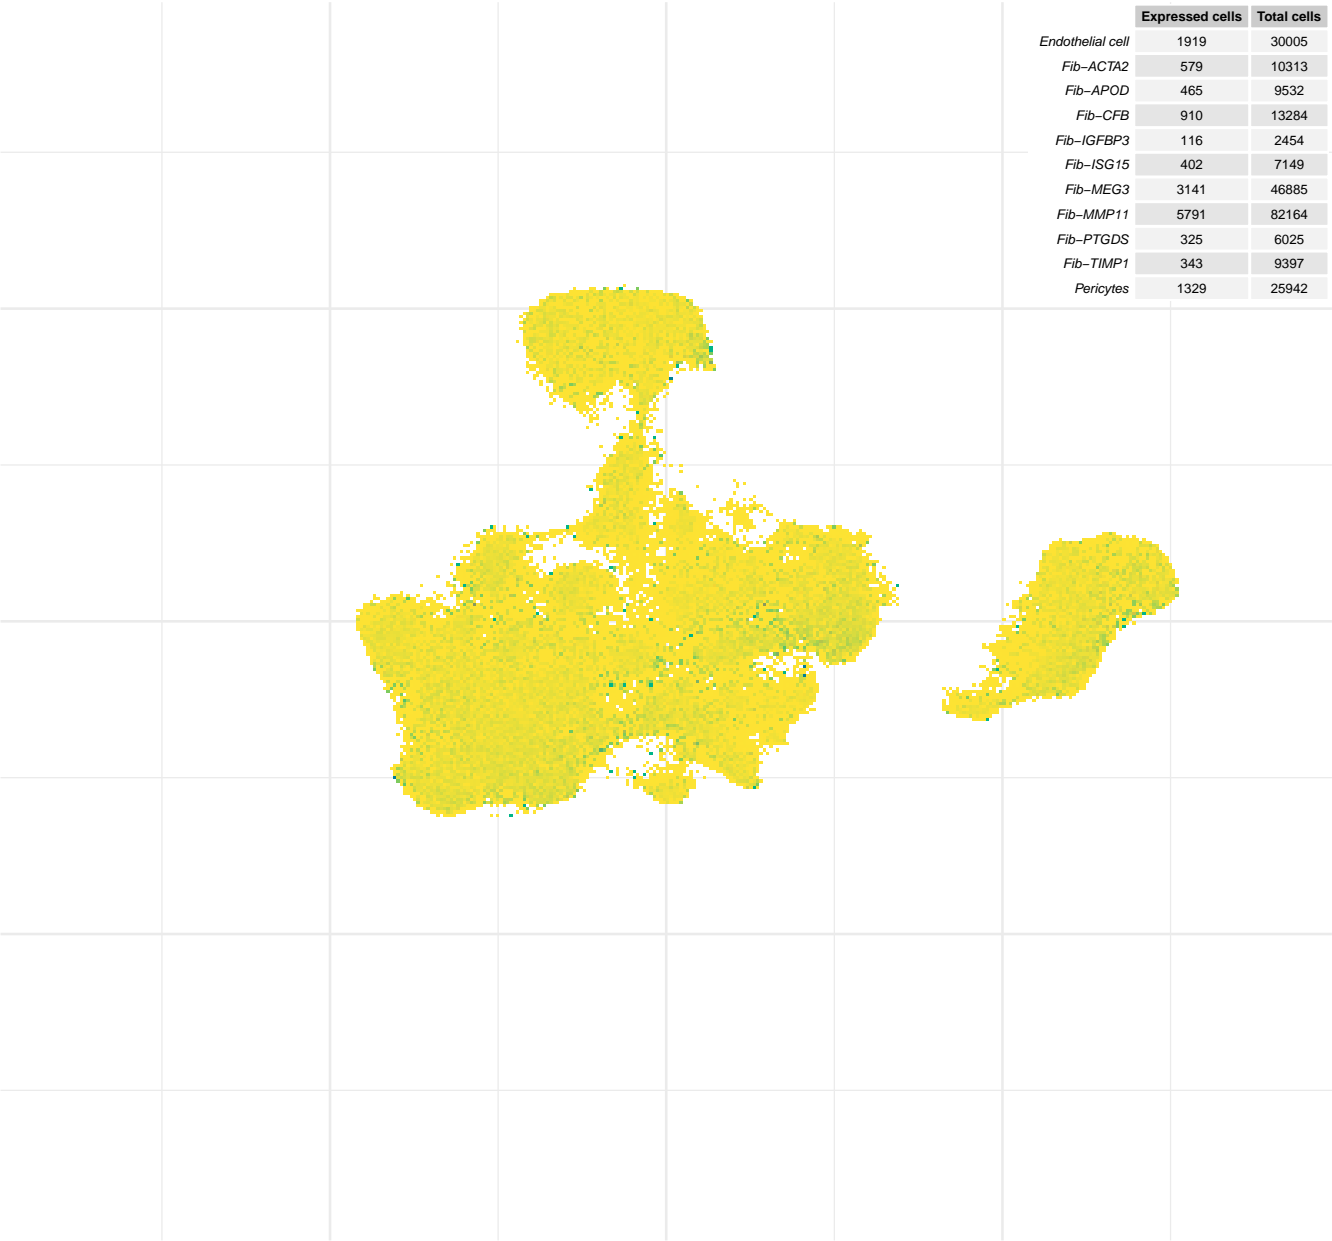 Expressed cells Total cells
Endothelial cell 1919 30005
Fib−ACTA2 579 10313
Fib−APOD 465 9532
Fib−CFB 910 13284
Fib−IGFBP3 116 2454
Fib−ISG15 402 7149
Fib−MEG3 3141 46885
Fib−MMP11 5791 82164
Fib−PTGDS 325 6025
Fib−TIMP1 343 9397
Pericytes 1329 25942